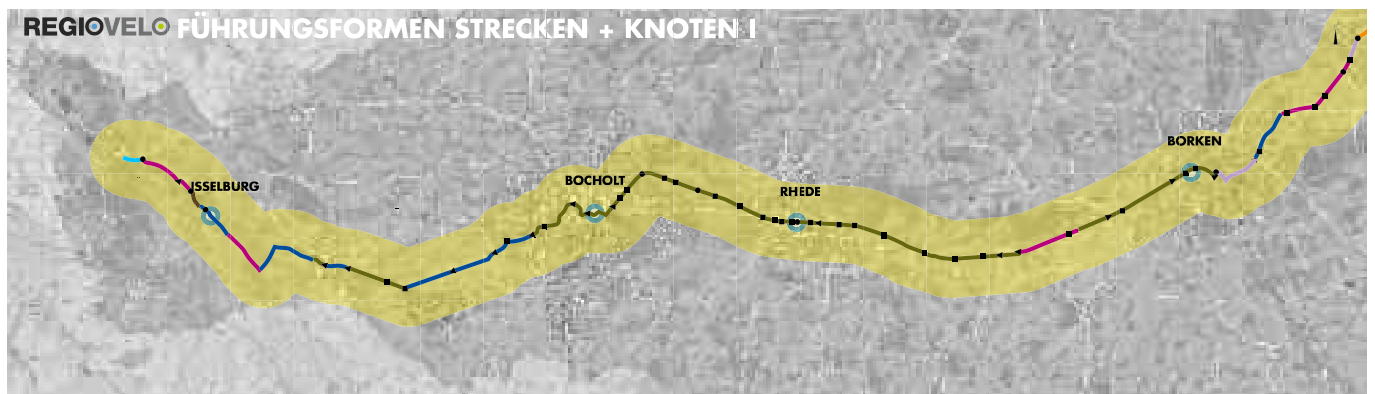 REGIOVELO FÜHRUNGSFORMEN STRECKEN + KNOTEN I
BORKEN
BOCHOLT
ISSELBURG
RHEDE